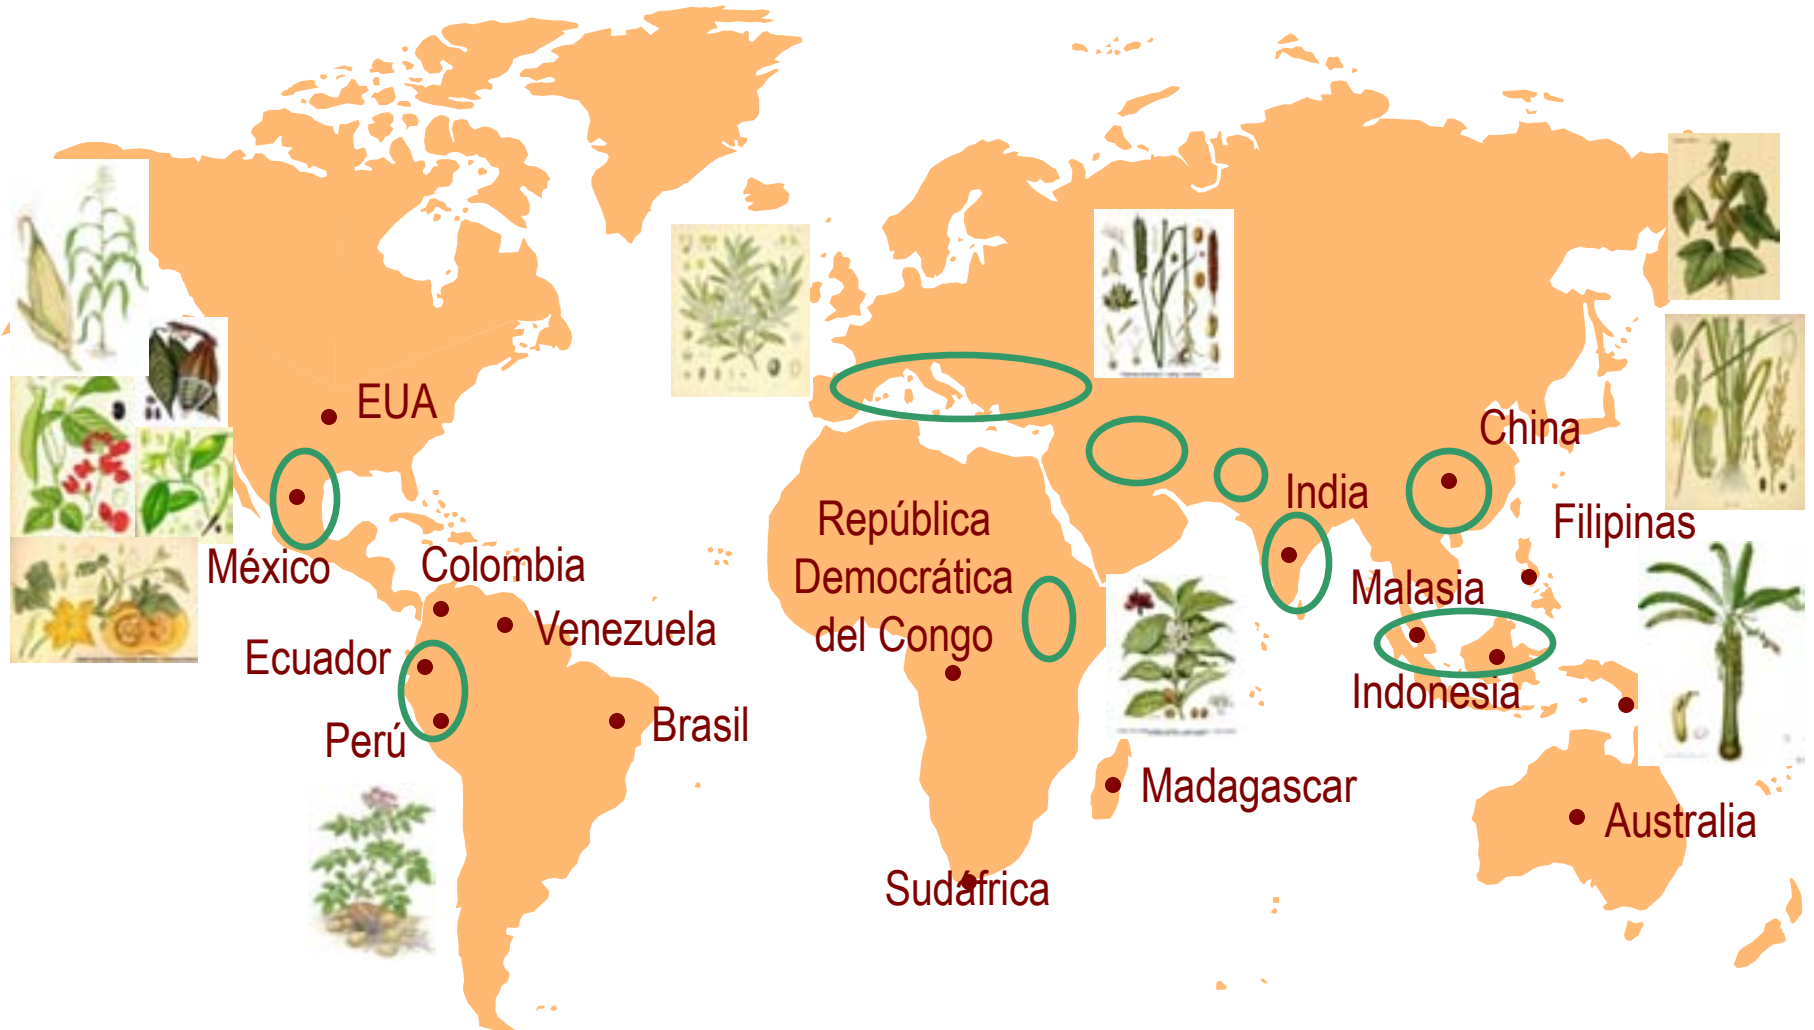 EUA
China
India
República
Democrática
del Congo
Filipinas
México
Colombia
Malasia
Venezuela
Ecuador
Indonesia
Perú
Brasil
Madagascar
Australia
Sudáfrica